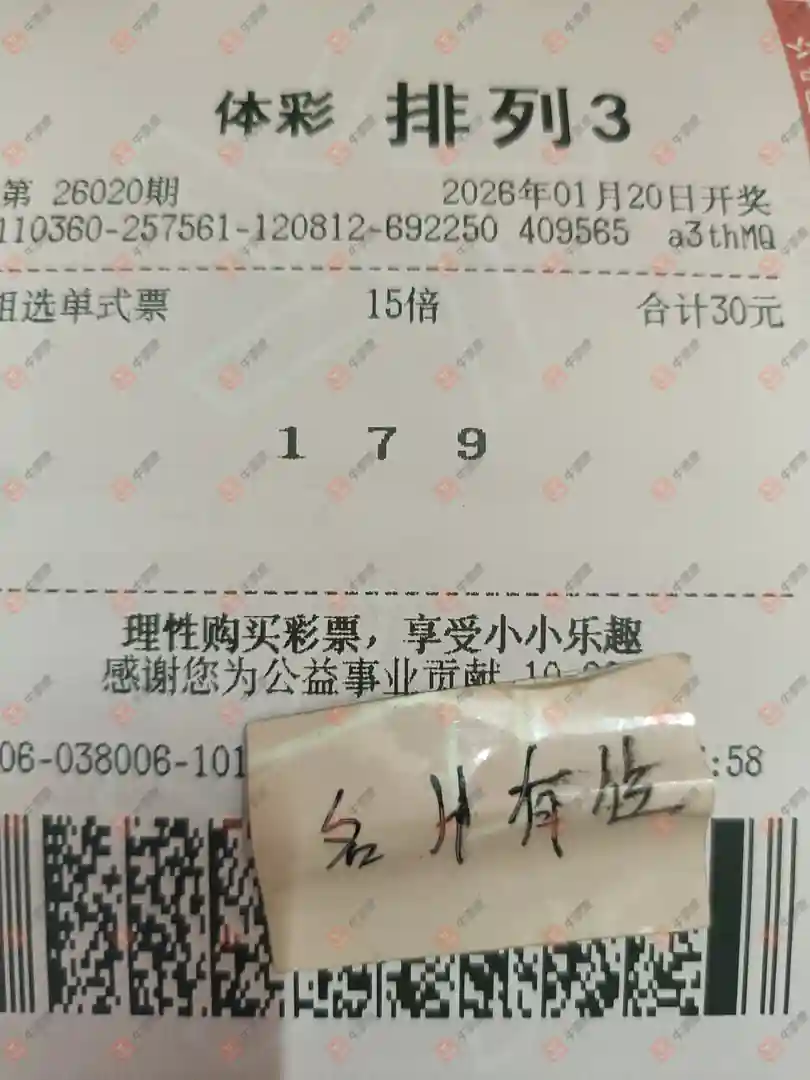 体彩 排列3
第 26020期 2026年01月20日开奖
110360-257561-120812-692250 409565 a3thMQ
组选单式票 15倍 合计30元
1 7 9
理性购买彩票，享受小小乐趣
感谢您为公益事业贡献 10
06-038006-101 :58
名片有